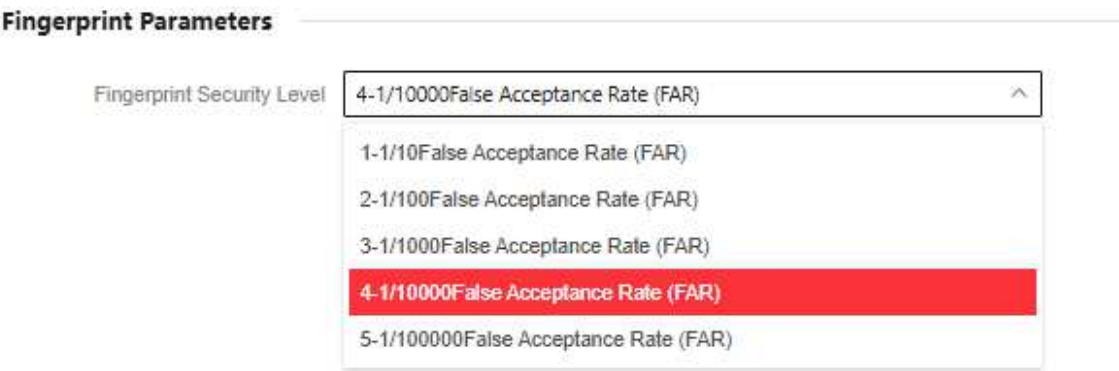 Fingerprint Parameters
Fingerprint Security Level 4-1/10000False Acceptance Rate (FAR)
1-1/10False Acceptance Rate (FAR)
2-1/100False Acceptance Rate (FAR)
3-1/1000False Acceptance Rate (FAR)
4-1/10000False Acceptance Rate (FAR)
5-1/100000False Acceptance Rate (FAR)